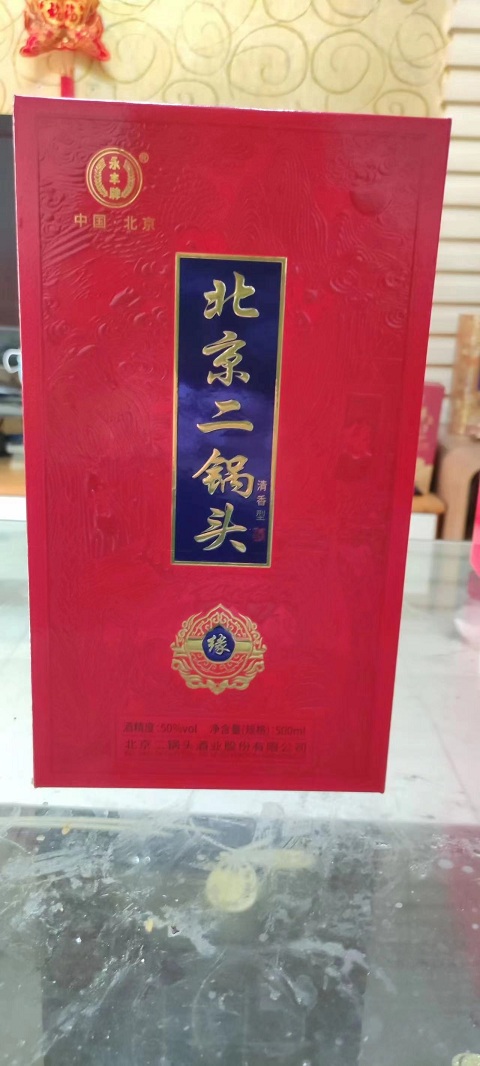 永丰牌®
中国·北京
北京二锅头
清香型
缘
酒精度:50%vol 净含量(规格):500ml
北京二锅头酒业股份有限公司